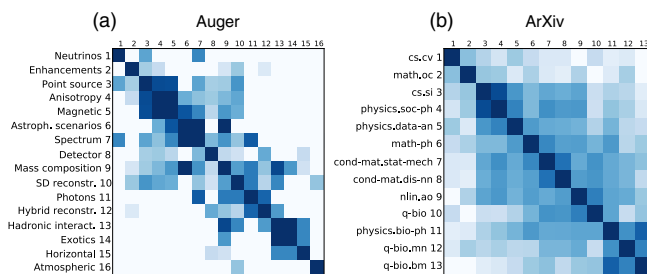 (a) Auger
1 2 3 4 5 6 7 8 9 10 11 12 13 14 15 16
Neutrinos 1
Enhancements 2
Point source 3
Anisotropy 4
Magnetic 5
Astroph. scenarios 6
Spectrum 7
Detector 8
Mass composition 9
SD reconstr. 10
Photons 11
Hybrid reconstr. 12
Hadronic interact. 13
Exotics 14
Horizontal 15
Atmospheric 16
(b) ArXiv
1 2 3 4 5 6 7 8 9 10 11 12 13
cs.cv 1
math.oc 2
cs.si 3
physics.soc-ph 4
physics.data-an 5
math-ph 6
cond-mat.stat-mech 7
cond-mat.dis-nn 8
nlin.ao 9
q-bio 10
physics.bio-ph 11
q-bio.mn 12
q-bio.bm 13